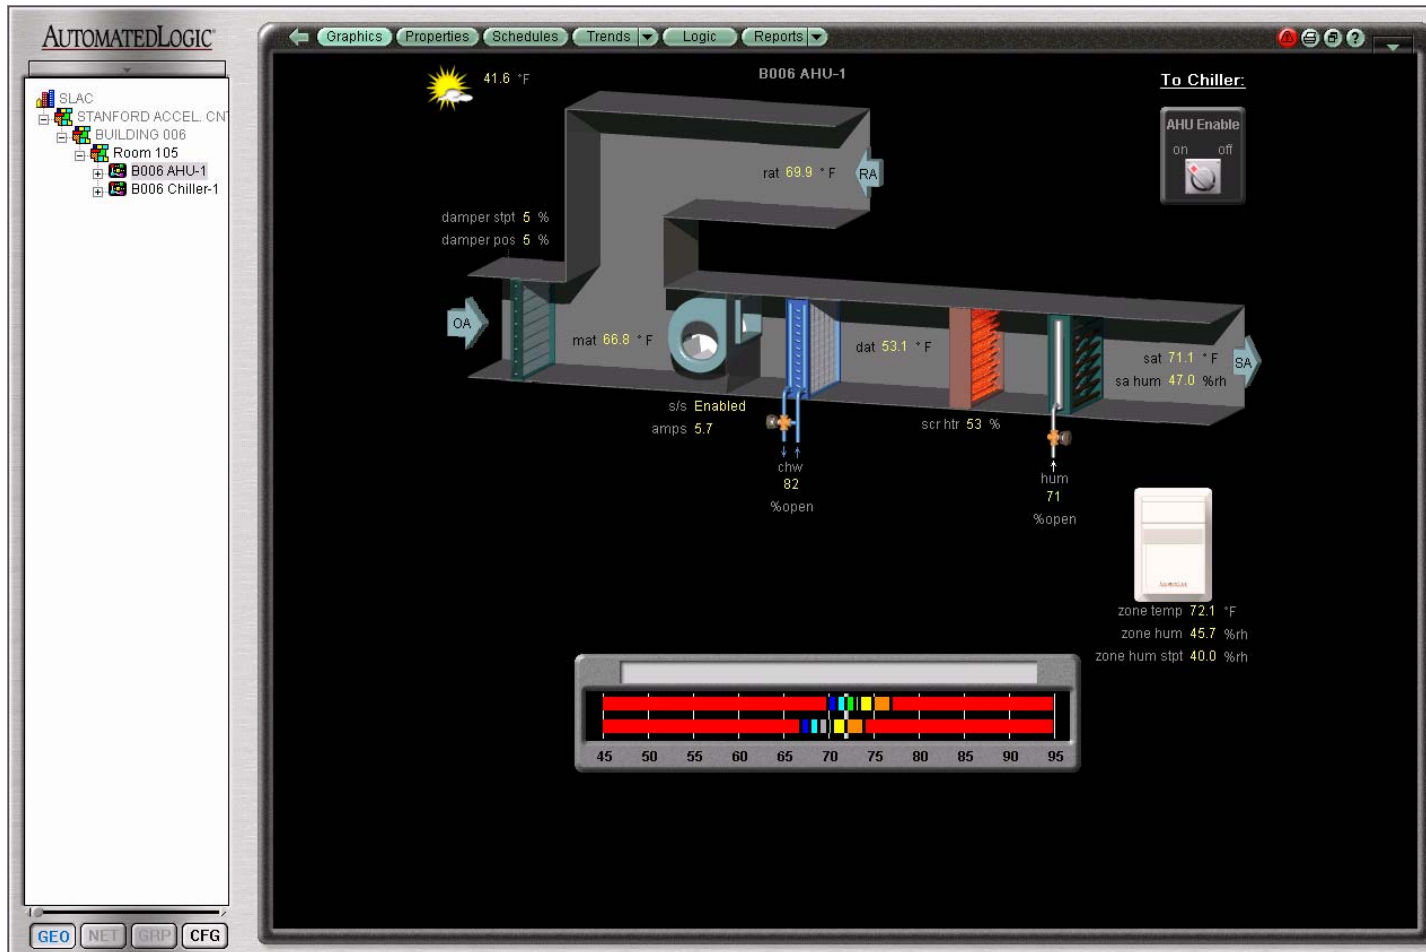 AUTOMATEDLOGIC
Graphics Properties Schedules Trends Logic Reports ?
SLAC
STANFORD ACCEL. CNT
BUILDING 006
Room 105
B006 AHU-1
B006 Chiller-1
41.6 °F
B006 AHU-1
To Chiller:
AHU Enable
on off
rat 69.9 ° F RA
damper stpt 5 %
damper pos 5 %
OA
mat 66.8 ° F
dat 53.1 ° F
sat 71.1 ° F
sa hum 47.0 %rh
SA
s/s Enabled
amps 5.7
scr htr 53 %
chw
82
%open
hum
71
%open
zone temp 72.1 °F
zone hum 45.7 %rh
zone hum stpt 40.0 %rh
45 50 55 60 65 70 75 80 85 90 95
GEO NET GRP CFG